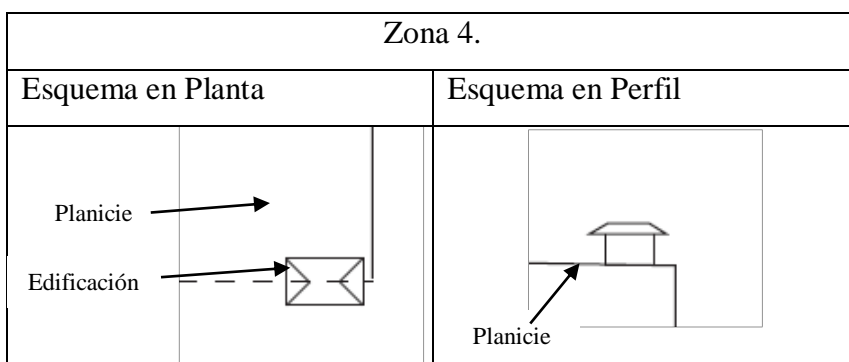 Zona 4.
Esquema en Planta
Esquema en Perfil
Planicie
Edificación
Planicie